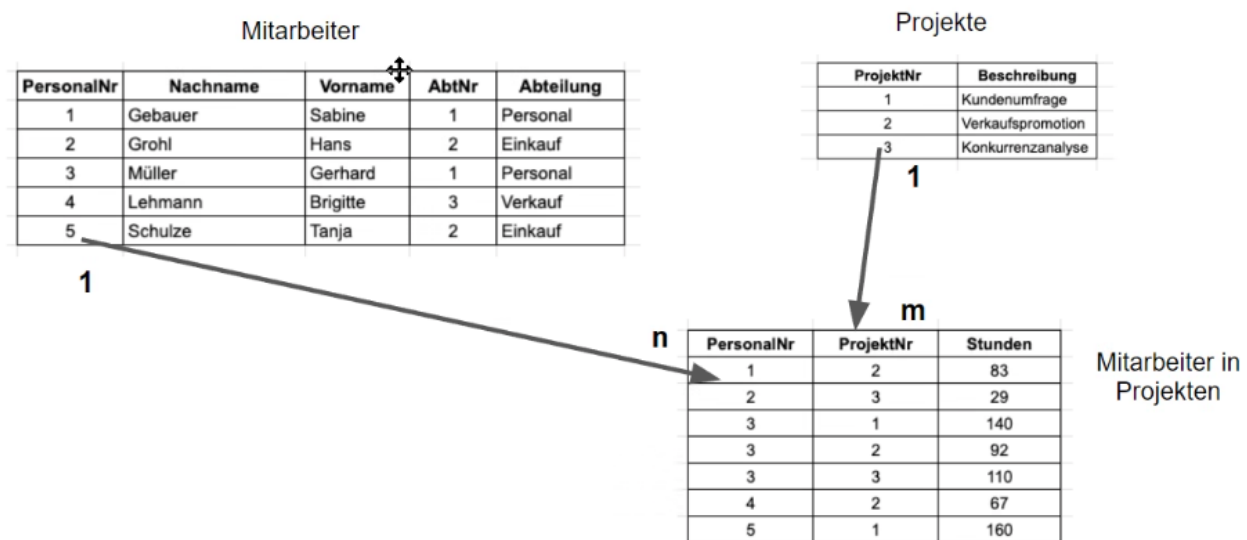 Mitarbeiter
PersonalNr Nachname Vorname AbtNr Abteilung
1 Gebauer Sabine 1 Personal
2 Grohl Hans 2 Einkauf
3 Müller Gerhard 1 Personal
4 Lehmann Brigitte 3 Verkauf
5 Schulze Tanja 2 Einkauf
1
Projekte
ProjektNr Beschreibung
1 Kundenumfrage
2 Verkaufspromotion
3 Konkurrenzanalyse
1
n
m
PersonalNr ProjektNr Stunden
1 2 83
2 3 29
3 1 140
3 2 92
3 3 110
4 2 67
5 1 160
Mitarbeiter in
Projekten